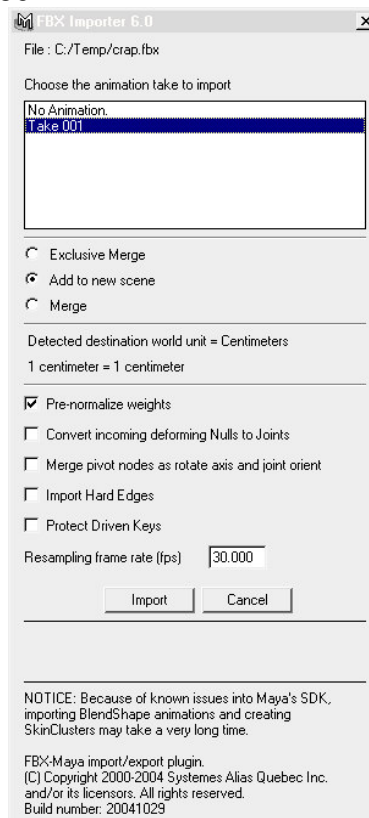 FBX Importer 6.0
File : C:/Temp/crap.fbx
Choose the animation take to import
No Animation.
Take 001
Exclusive Merge
Add to new scene
Merge
Detected destination world unit = Centimeters
1 centimeter = 1 centimeter
Pre-normalize weights
Convert incoming deforming Nulls to Joints
Merge pivot nodes as rotate axis and joint orient
Import Hard Edges
Protect Driven Keys
Resampling frame rate (fps) 30.000
Import Cancel
NOTICE: Because of known issues into Maya's SDK,
importing BlendShape animations and creating
SkinClusters may take a very long time.
FBX-Maya import/export plugin.
(C) Copyright 2000-2004 Systemes Alias Quebec Inc.
and/or its licensors. All rights reserved.
Build number: 20041029